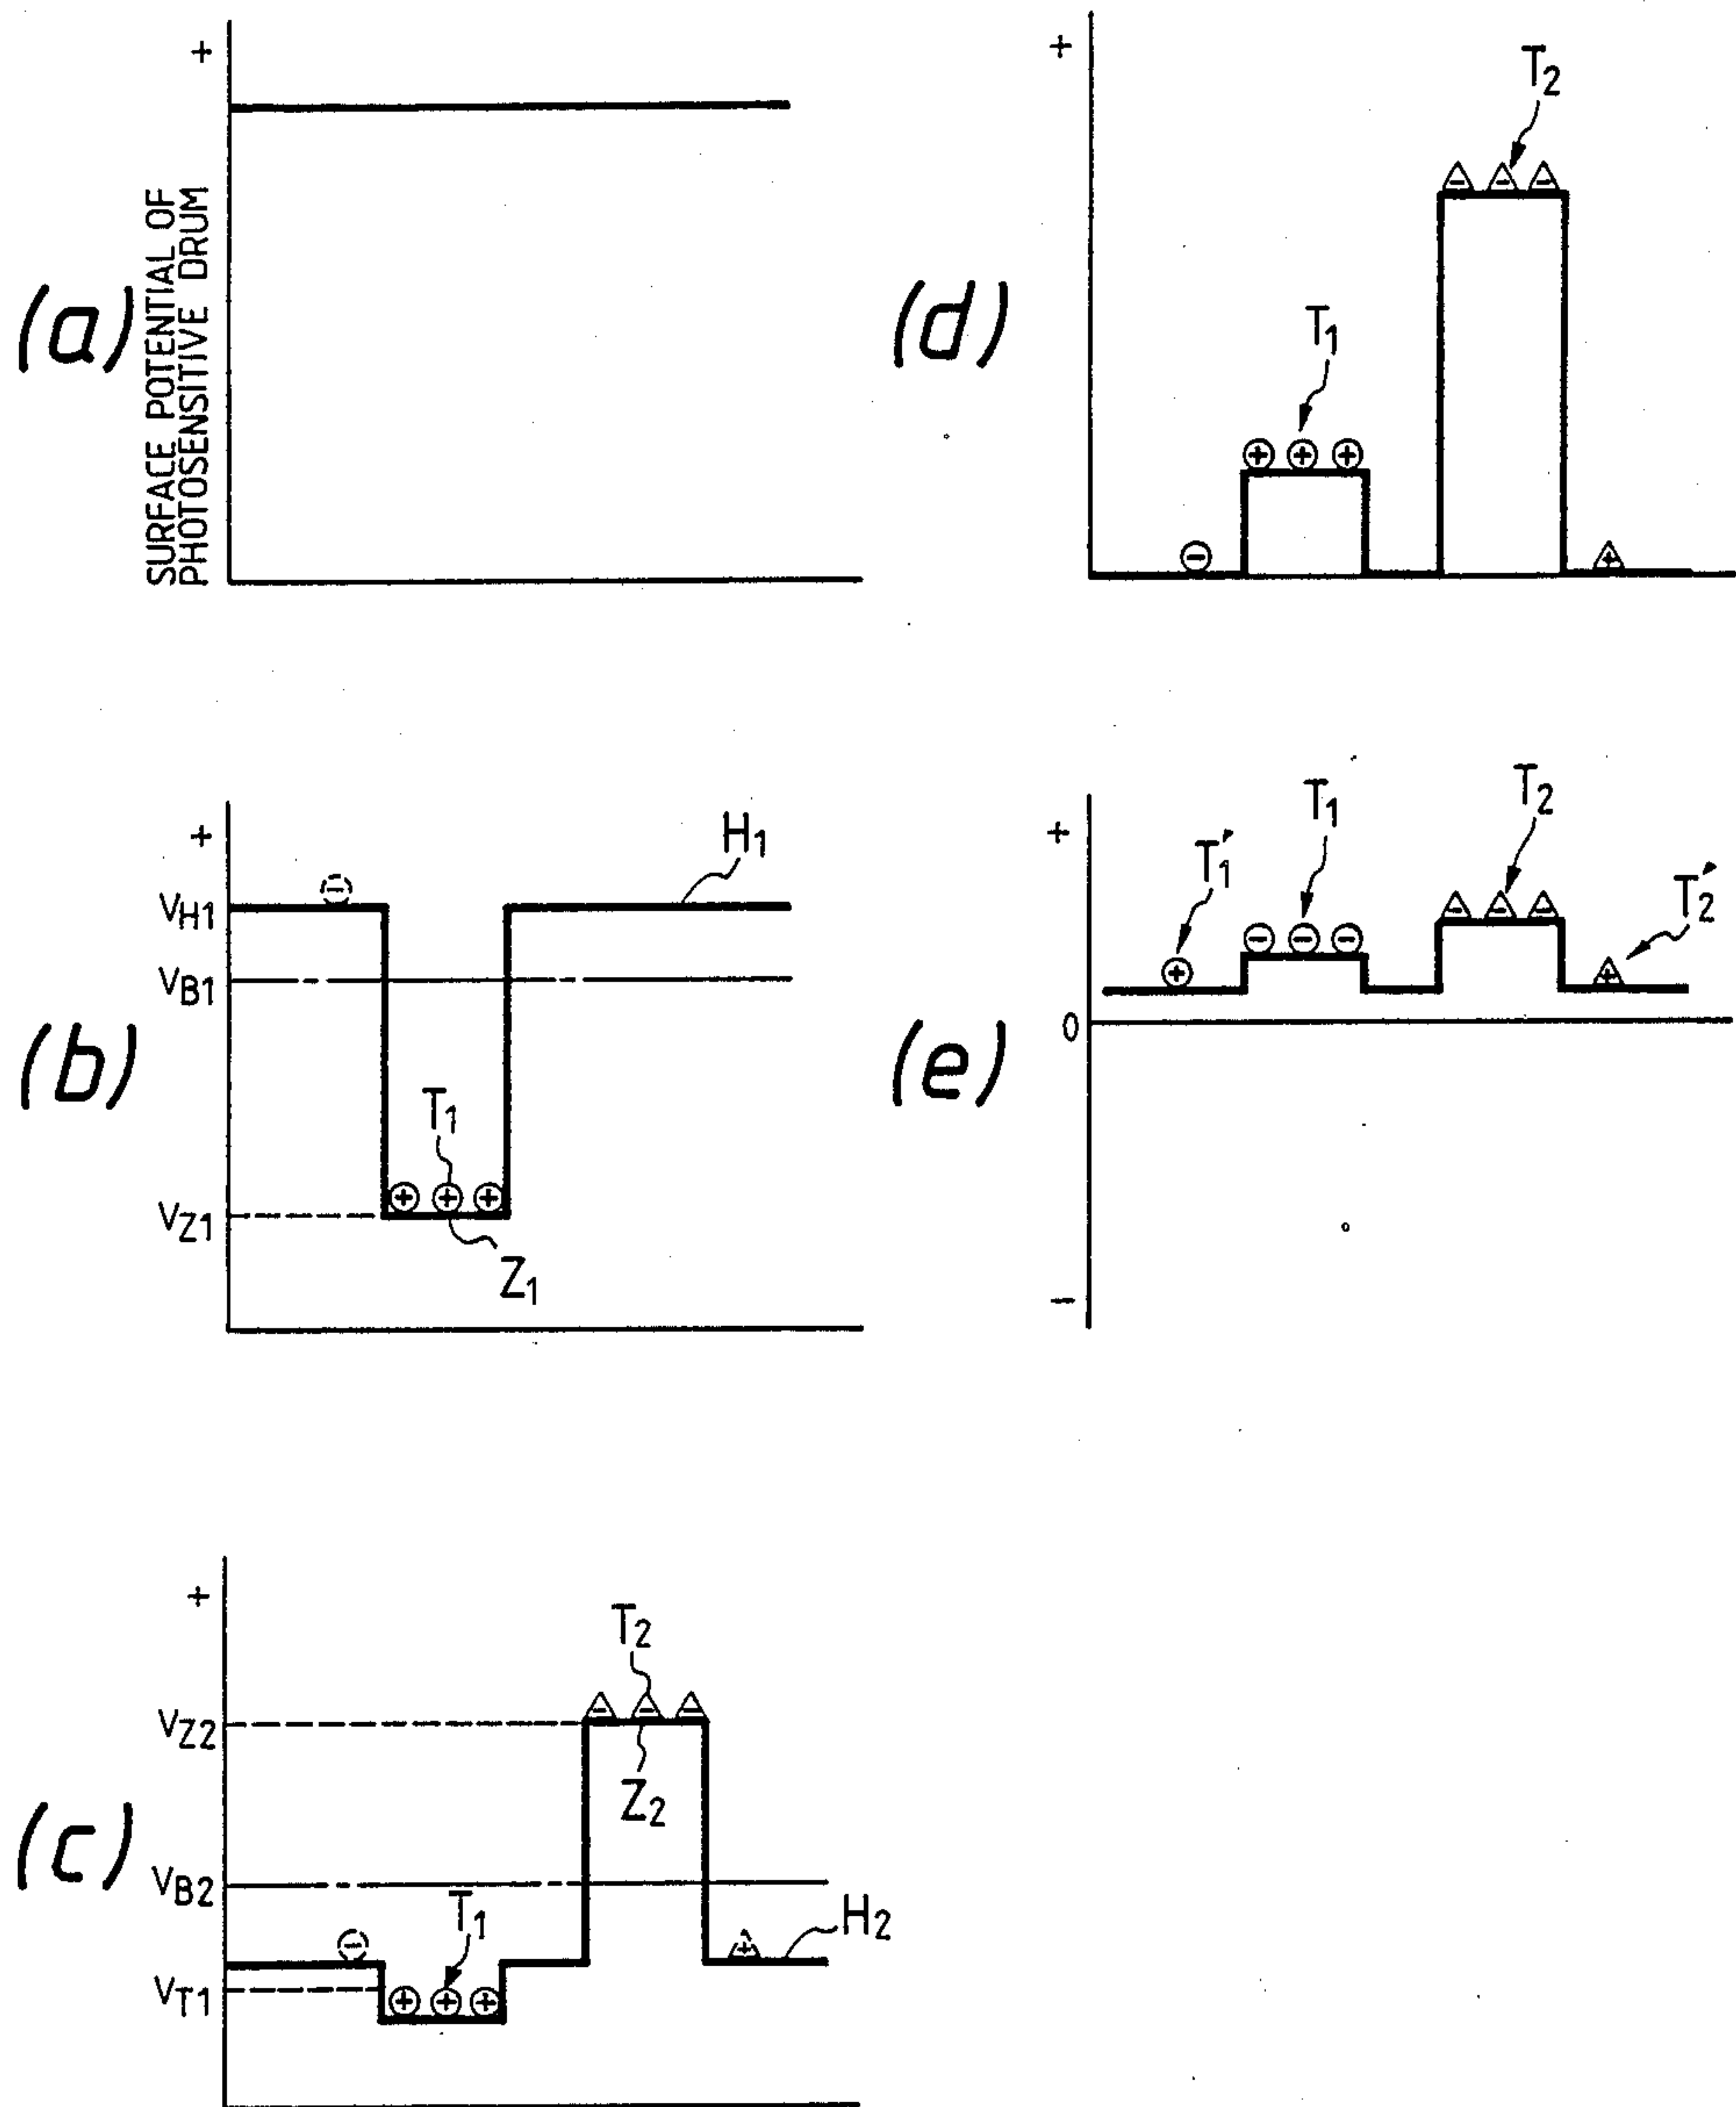 (a)
SURFACE POTENTIAL OF
PHOTOSENSITIVE DRUM
+
(b)
+
VH1
VB1
VZ1
H1
⊖
T1
⊕ ⊕ ⊕
Z1
(c)
+
VZ2
VB2
VT1
T2
- - -
Z2
T1
⊖
⊕ ⊕ ⊕
+
H2
(d)
+
T2
- - -
T1
⊕ ⊕ ⊕
⊖
+
(e)
+
0
-
T1'
⊕
T1
⊖ ⊖ ⊖
T2
- - -
T2'
+